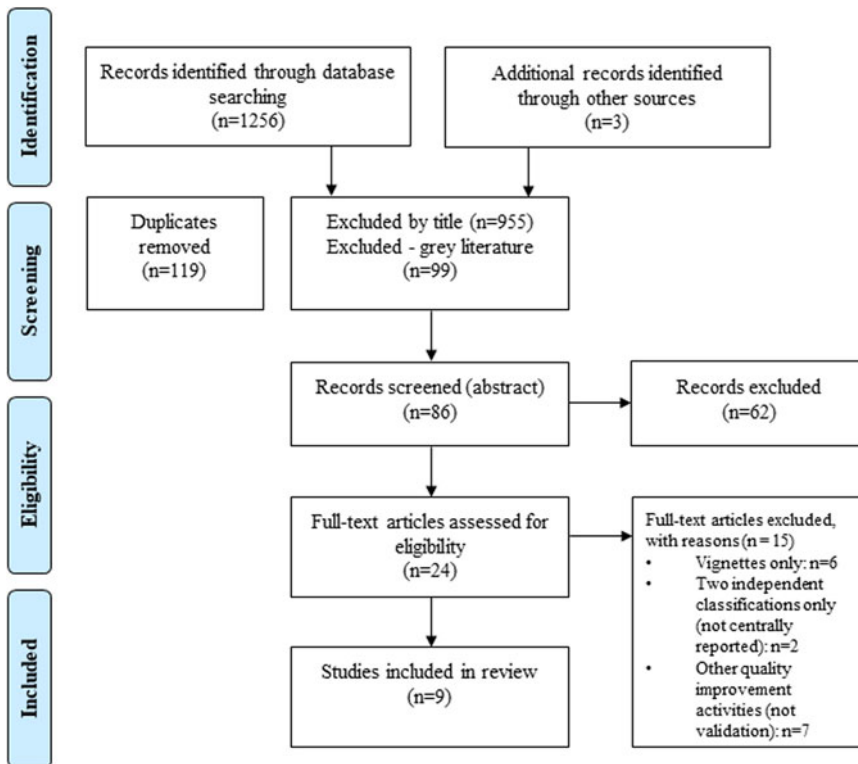 Identification
Records identified through database
searching
(n=1256)
Additional records identified
through other sources
(n=3)
Screening
Duplicates
removed
(n=119)
Excluded by title (n=955)
Excluded - grey literature
(n=99)
Records screened (abstract)
(n=86)
Records excluded
(n=62)
Eligibility
Full-text articles assessed for
eligibility
(n=24)
Full-text articles excluded,
with reasons (n = 15)
• Vignettes only: n=6
• Two independent
classifications only
(not centrally
reported): n=2
• Other quality
improvement
activities (not
validation): n=7
Included
Studies included in review
(n=9)